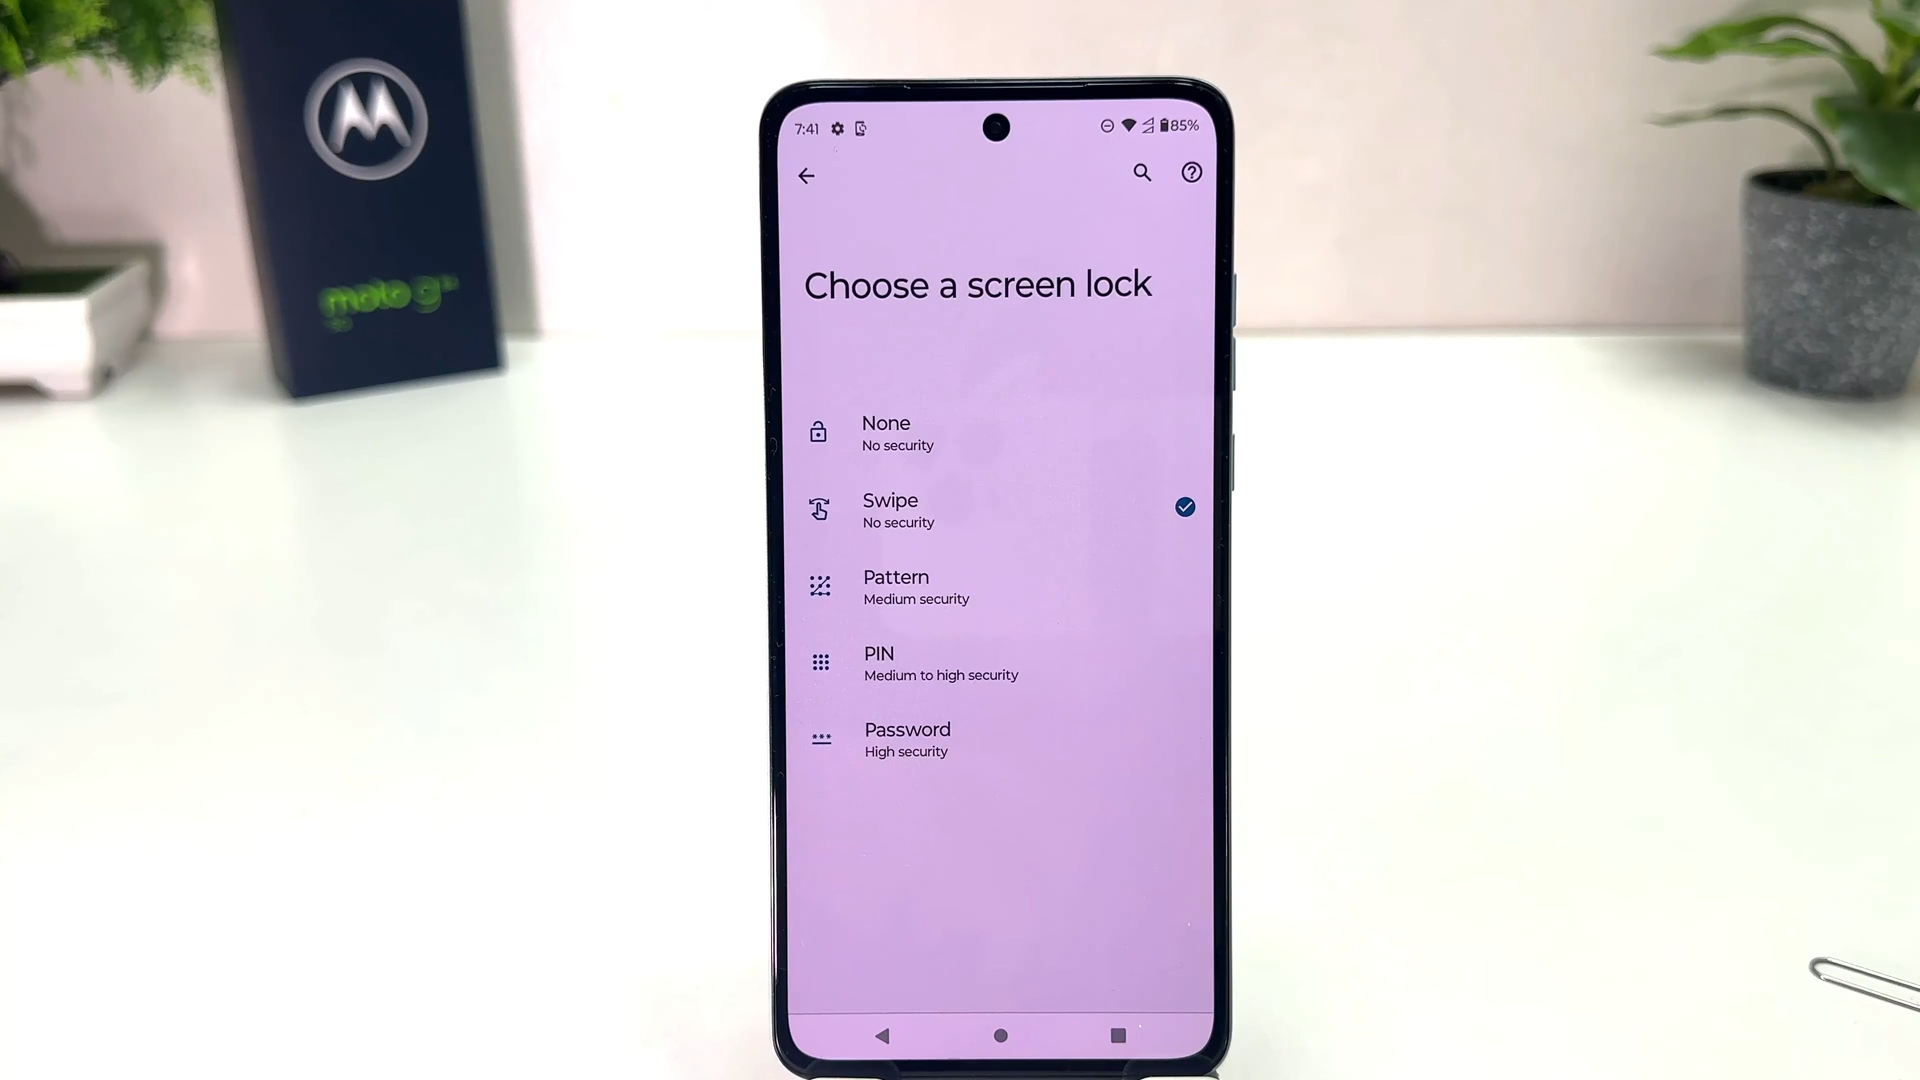 moto g
7:41
85%
Choose a screen lock
None
No security
Swipe
No security
Pattern
Medium security
PIN
Medium to high security
Password
High security